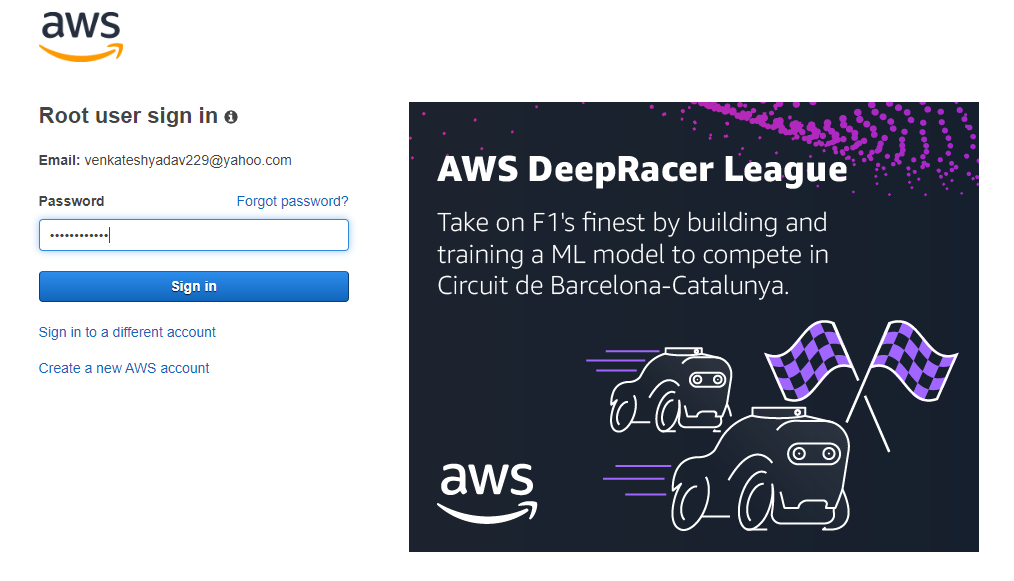 aws
Root user sign in
Email: venkateshyadav229@yahoo.com
Password Forgot password?
••••••••••••
Sign in
Sign in to a different account
Create a new AWS account
AWS DeepRacer League
Take on F1's finest by building and
training a ML model to compete in
Circuit de Barcelona-Catalunya.
aws